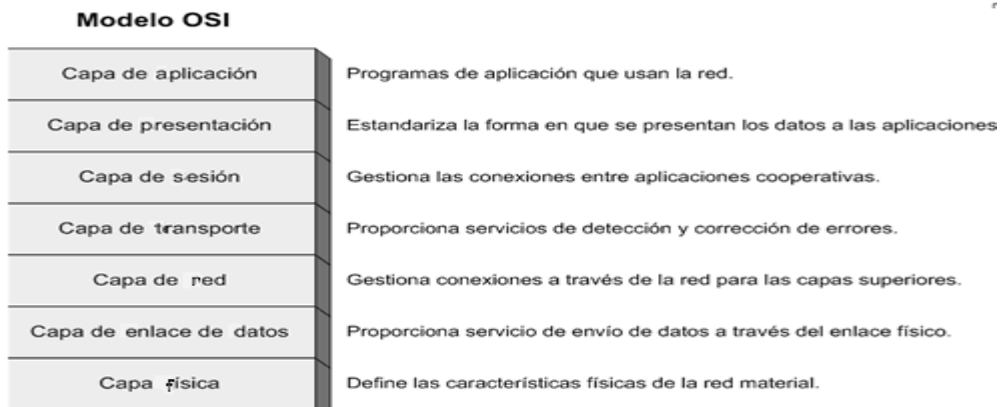 Modelo OSI
Capa de aplicación
Programas de aplicación que usan la red.
Capa de presentación
Estandariza la forma en que se presentan los datos a las aplicaciones
Capa de sesión
Gestiona las conexiones entre aplicaciones cooperativas.
Capa de transporte
Proporciona servicios de detección y corrección de errores.
Capa de red
Gestiona conexiones a través de la red para las capas superiores.
Capa de enlace de datos
Proporciona servicio de envío de datos a través del enlace físico.
Capa física
Define las características físicas de la red material.